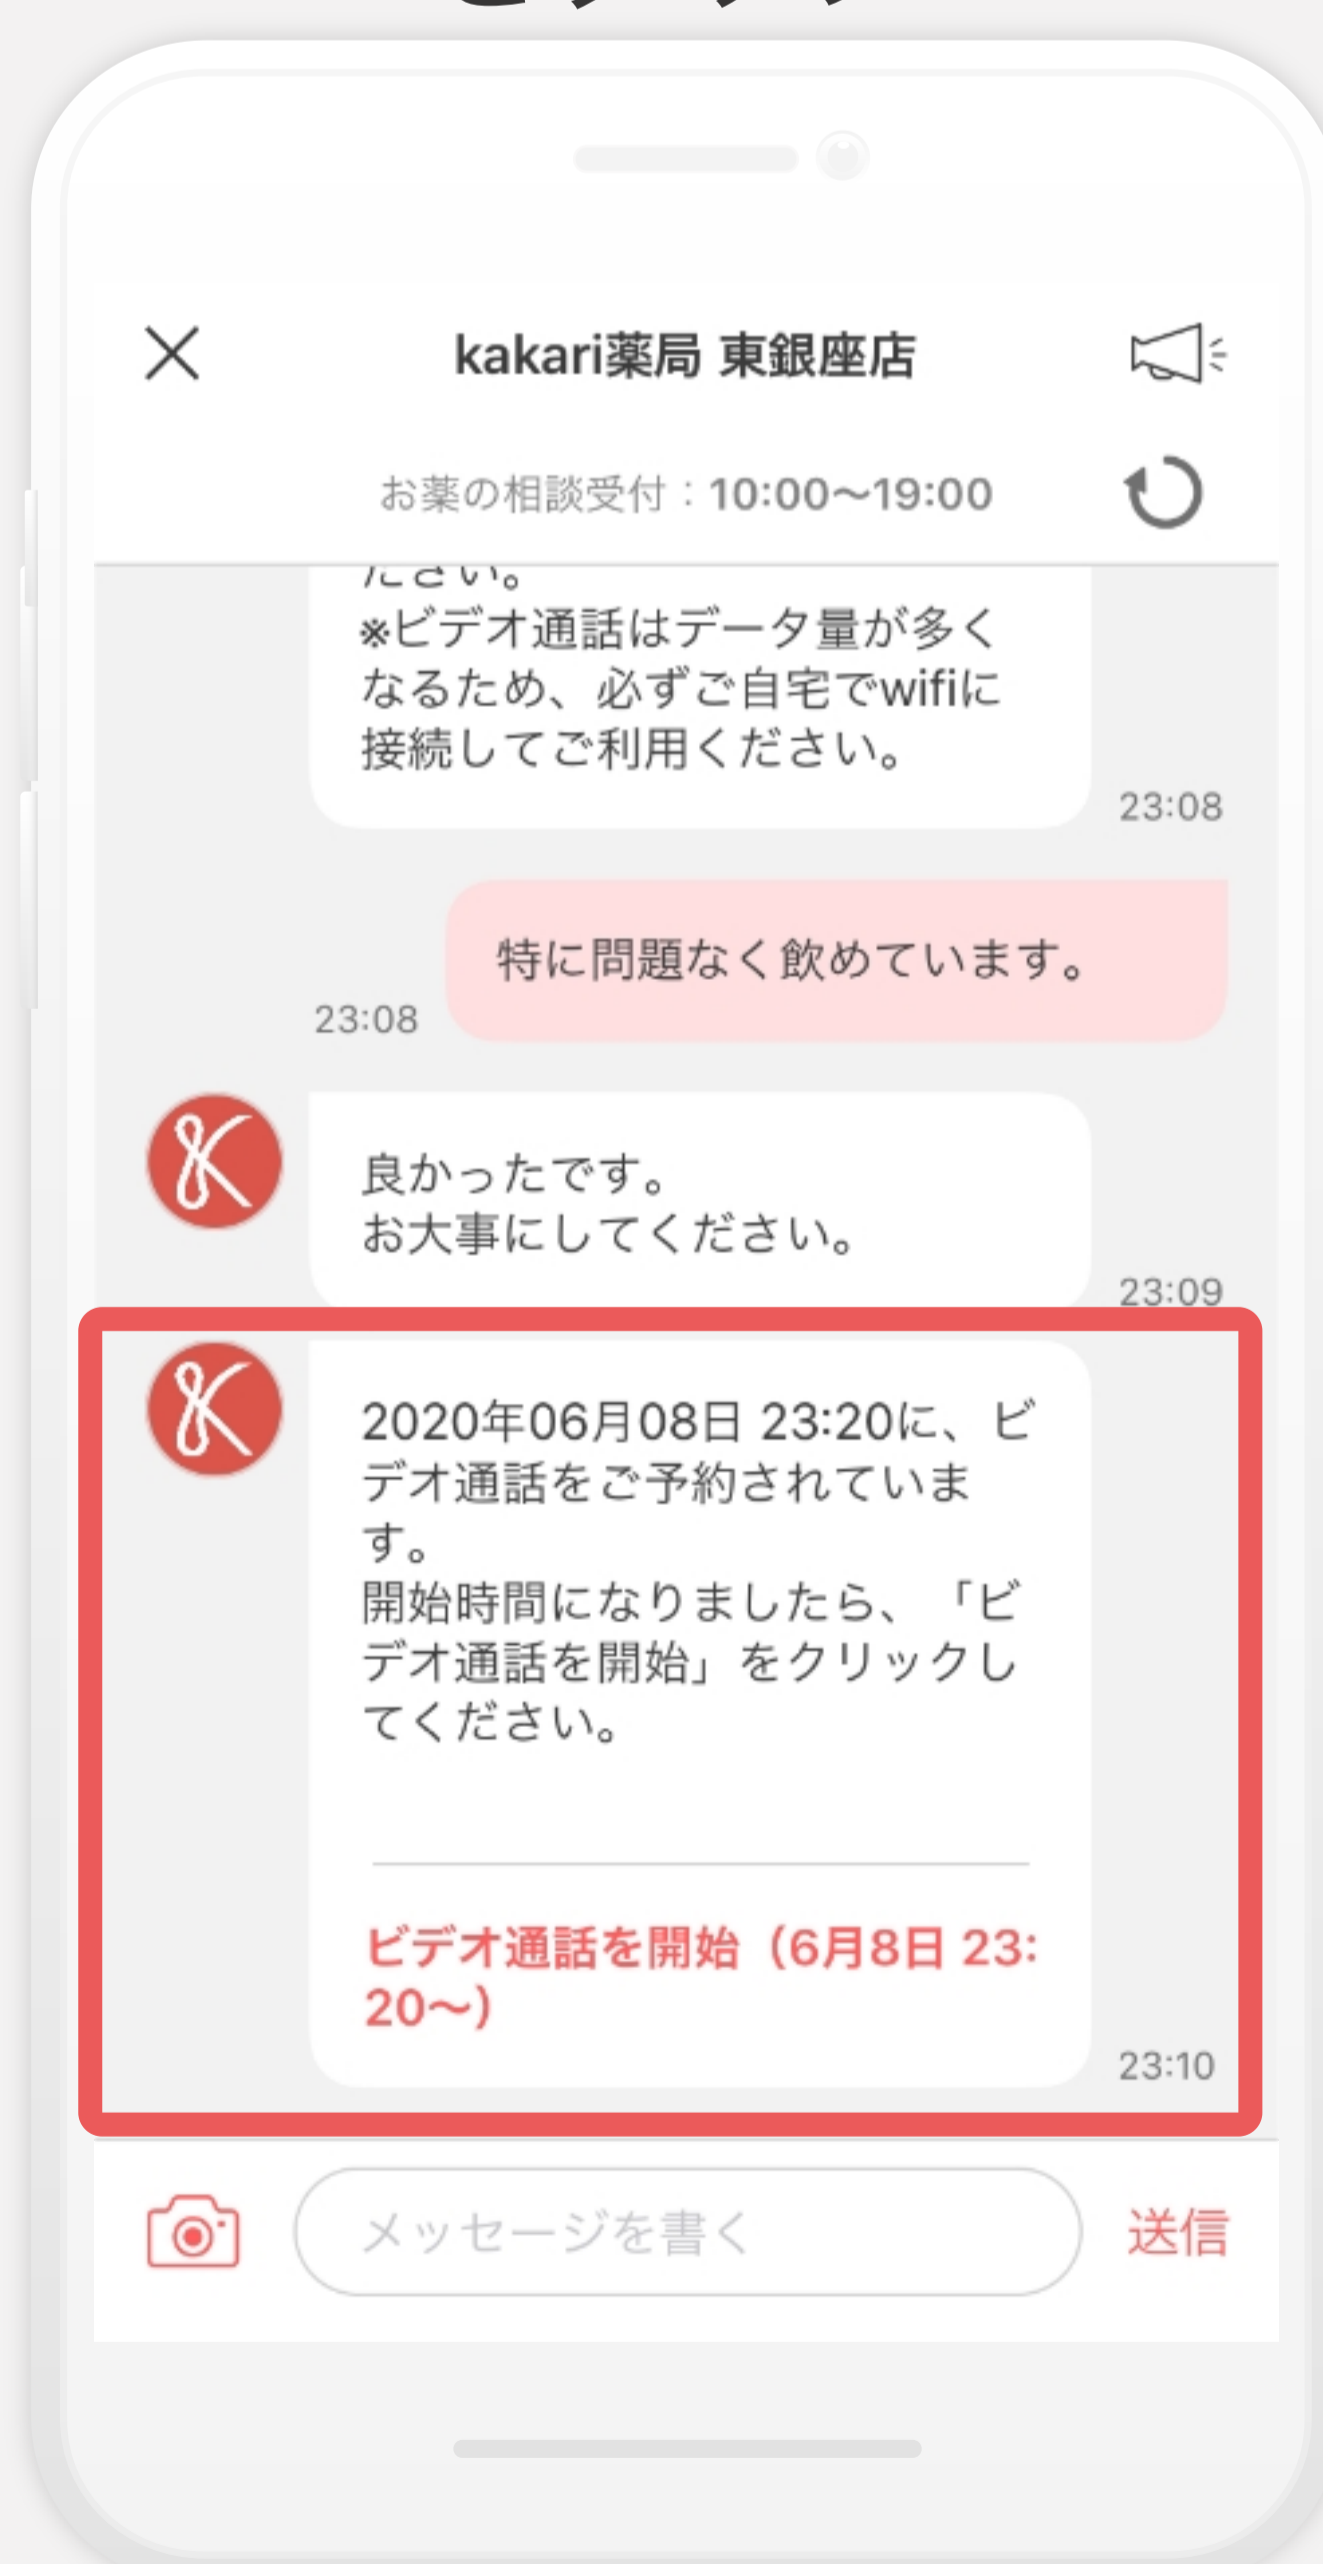 kakari薬局 東銀座店
お薬の相談受付：10:00〜19:00
ださい。
※ビデオ通話はデータ量が多く
なるため、必ずご自宅でwifiに
接続してご利用ください。
23:08
特に問題なく飲めています。
23:08
良かったです。
お大事にしてください。
23:09
2020年06月08日 23:20に、ビ
デオ通話をご予約されていま
す。
開始時間になりましたら、「ビ
デオ通話を開始」をクリックし
てください。
ビデオ通話を開始（6月8日 23:
20〜）
23:10
メッセージを書く
送信